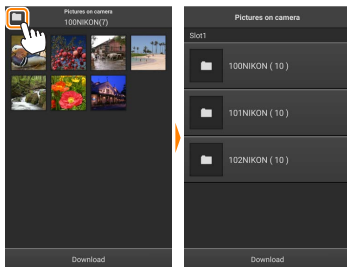 Pictures on camera
100NIKON(7)
Download
Pictures on camera
Slot1
100NIKON ( 10 )
101NIKON ( 10 )
102NIKON ( 10 )
Download